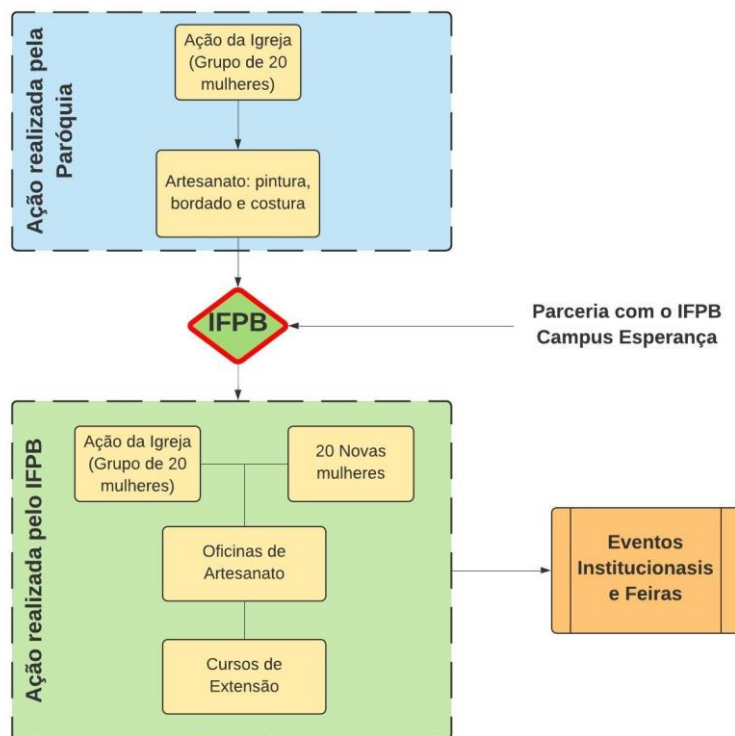 Ação realizada pela
Paróquia
Ação da Igreja
(Grupo de 20
mulheres)
Artesanato: pintura,
bordado e costura
IFPB
Parceria com o IFPB
Campus Esperança
Ação realizada pelo IFPB
Ação da Igreja
(Grupo de 20
mulheres)
20 Novas
mulheres
Oficinas de
Artesanato
Cursos de
Extensão
Eventos
Institucionasis
e Feiras